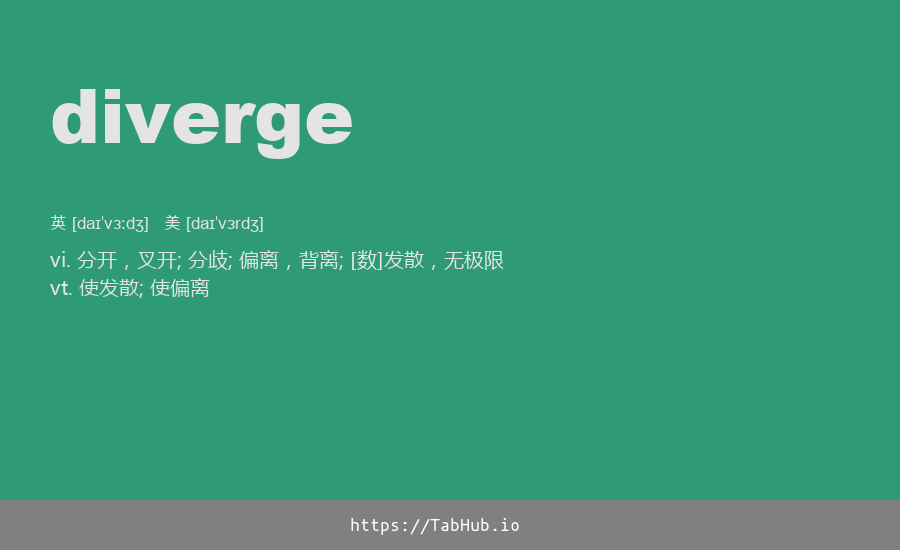 diverge
英 [daɪˈvɜːdʒ] 美 [daɪˈvɜrdʒ]
vi. 分开，叉开; 分歧; 偏离，背离; [数]发散，无极限
vt. 使发散; 使偏离
https://TabHub.io